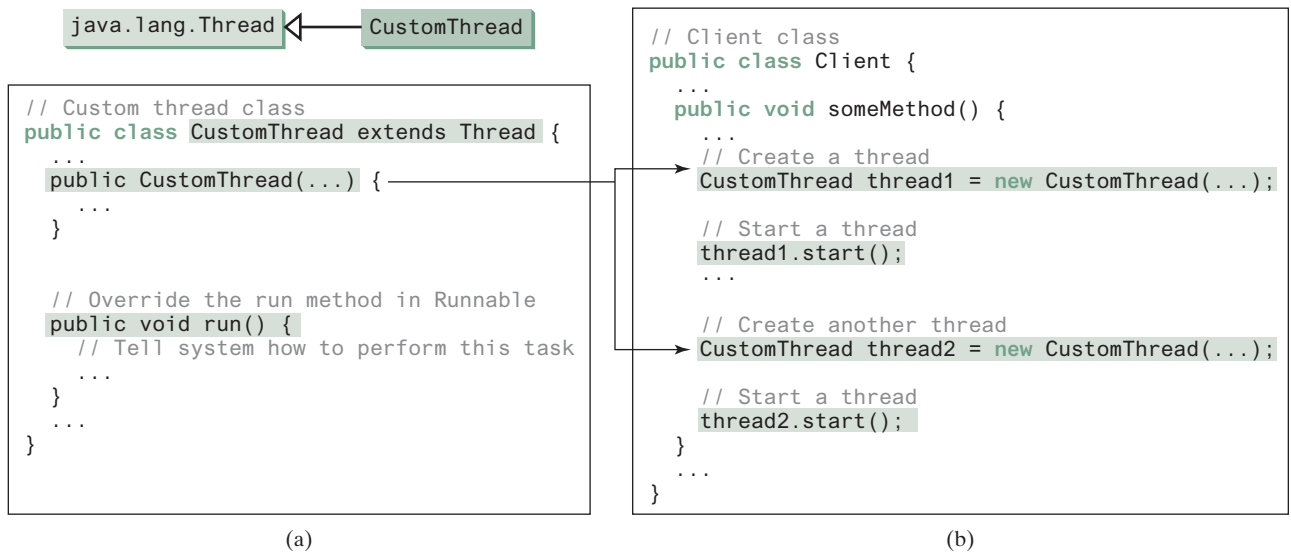 java.lang.Thread
CustomThread
// Custom thread class
public class CustomThread extends Thread {
...
public CustomThread(...) {
...
}
// Override the run method in Runnable
public void run() {
// Tell system how to perform this task
...
}
...
}
(a)
// Client class
public class Client {
...
public void someMethod() {
...
// Create a thread
CustomThread thread1 = new CustomThread(...);
// Start a thread
thread1.start();
...
// Create another thread
CustomThread thread2 = new CustomThread(...);
// Start a thread
thread2.start();
}
...
}
(b)